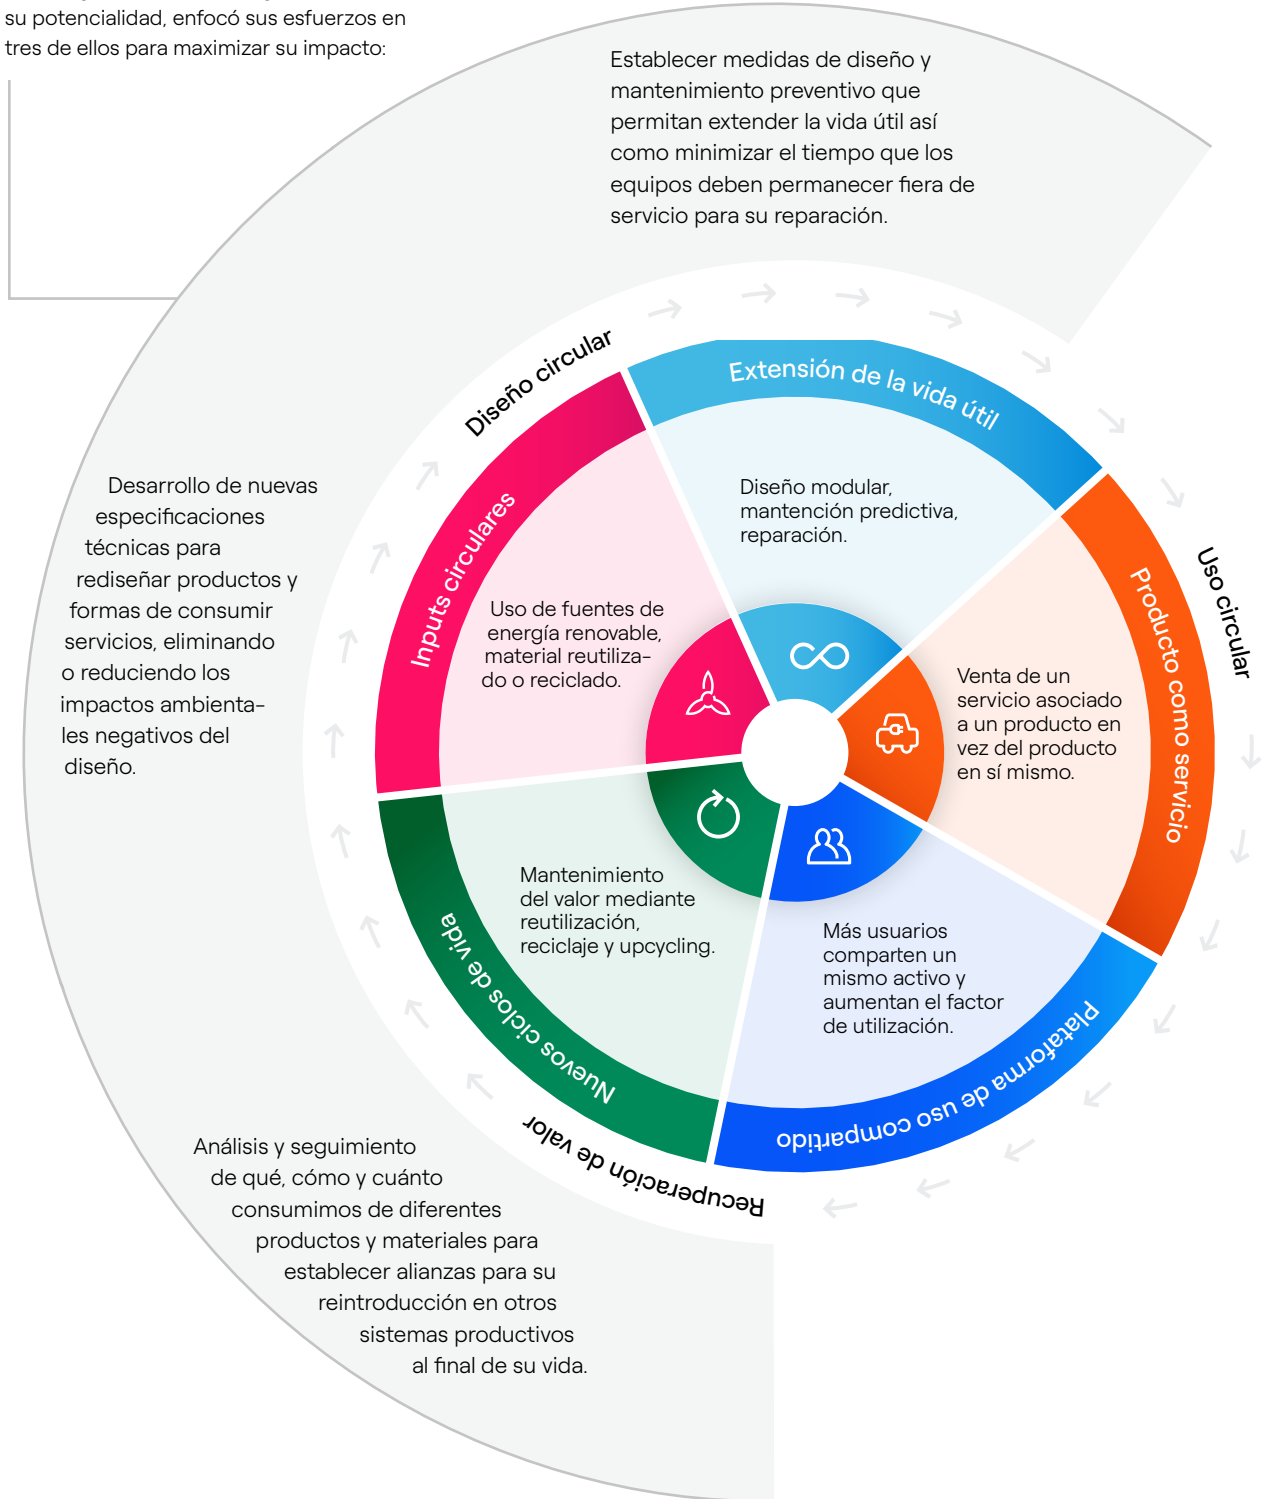 su potencialidad, enfocó sus esfuerzos en
tres de ellos para maximizar su impacto:
Establecer medidas de diseño y
mantenimiento preventivo que
permitan extender la vida útil así
como minimizar el tiempo que los
equipos deben permanecer fiera de
servicio para su reparación.
Diseño circular
Extensión de la vida útil
Diseño modular,
mantención predictiva,
reparación.
Desarrollo de nuevas
especificaciones
técnicas para
rediseñar productos y
formas de consumir
servicios, eliminando
o reduciendo los
impactos ambienta-
les negativos del
diseño.
Inputs circulares
Uso de fuentes de
energía renovable,
material reutiliza-
do o reciclado.
Uso circular
Producto como servicio
Venta de un
servicio asociado
a un producto en
vez del producto
en sí mismo.
Mantenimiento
del valor mediante
reutilización,
reciclaje y upcycling.
Nuevos ciclos de vida
Más usuarios
comparten un
mismo activo y
aumentan el factor
de utilización.
Plataforma de uso compartido
Recuperación de valor
Análisis y seguimiento
de qué, cómo y cuánto
consumimos de diferentes
productos y materiales para
establecer alianzas para su
reintroducción en otros
sistemas productivos
al final de su vida.